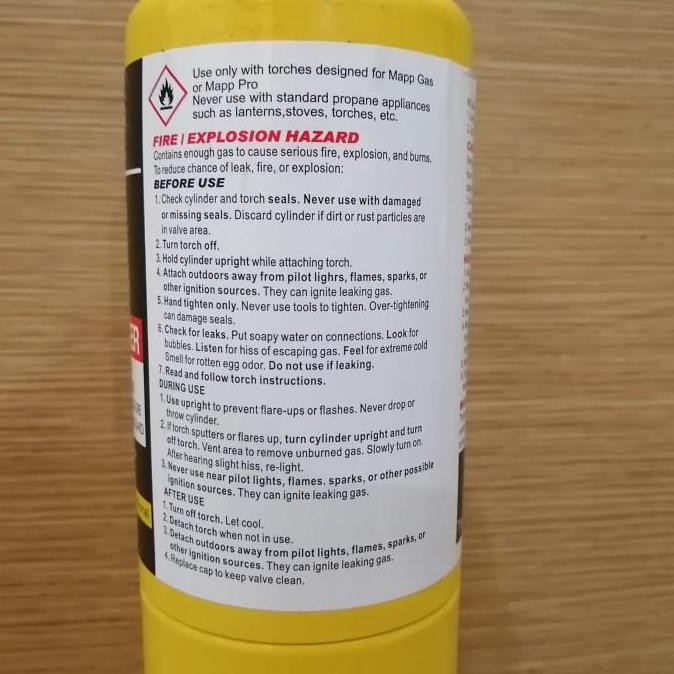 Use only with torches designed for Mapp Gas
or Mapp Pro
Never use with standard propane appliances
such as lanterns,stoves, torches, etc.
FIRE / EXPLOSION HAZARD
Contains enough gas to cause serious fire, explosion, and burns.
To reduce chance of leak, fire, or explosion:
BEFORE USE
1. Check cylinder and torch seals. Never use with damaged
or missing seals. Discard cylinder if dirt or rust particles are
in valve area.
2. Turn torch off.
3. Hold cylinder upright while attaching torch.
4. Attach outdoors away from pilot lighrs, flames, sparks, or
other ignition sources. They can ignite leaking gas.
5. Hand tighten only. Never use tools to tighten. Over-tightening
can damage seals.
6. Check for leaks. Put soapy water on connections. Look for
bubbles. Listen for hiss of escaping gas. Feel for extreme cold
Smell for rotten egg odor. Do not use if leaking.
7. Read and follow torch instructions.
DURING USE
1. Use upright to prevent flare-ups or flashes. Never drop or
throw cylinder.
2. If torch sputters or flares up, turn cylinder upright and turn
off torch. Vent area to remove unburned gas. Slowly turn on.
After hearing slight hiss, re-light.
3. Never use near pilot lights, flames. sparks, or other possible
ignition sources. They can ignite leaking gas.
AFTER USE
1. Turn off torch. Let cool.
2. Detach torch when not in use.
3. Detach outdoors away from pilot lights, flames, sparks, or
other ignition sources. They can ignite leaking gas.
4. Replace cap to keep valve clean.